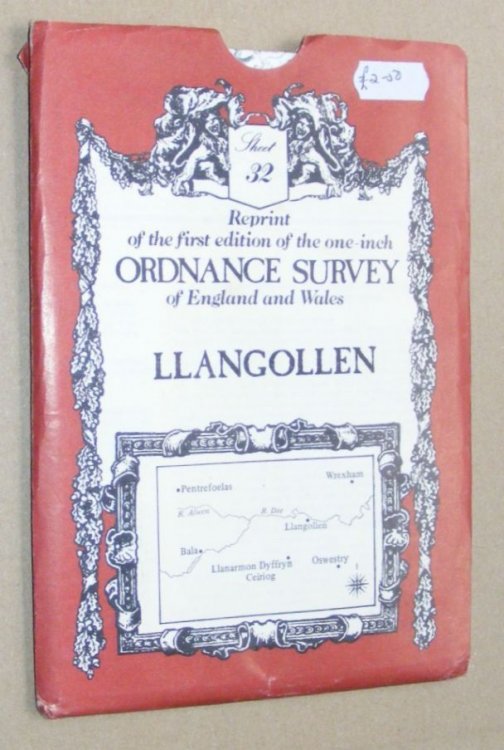 £2-50
Sheet
32
Reprint
of the first edition of the one-inch
ORDNANCE SURVEY
of England and Wales
LLANGOLLEN
Pentrefoelas
Wrexham
R. Alwen
R. Dee
Llangollen
Bala
Llanarmon Dyffryn
Ceiriog
Oswestry